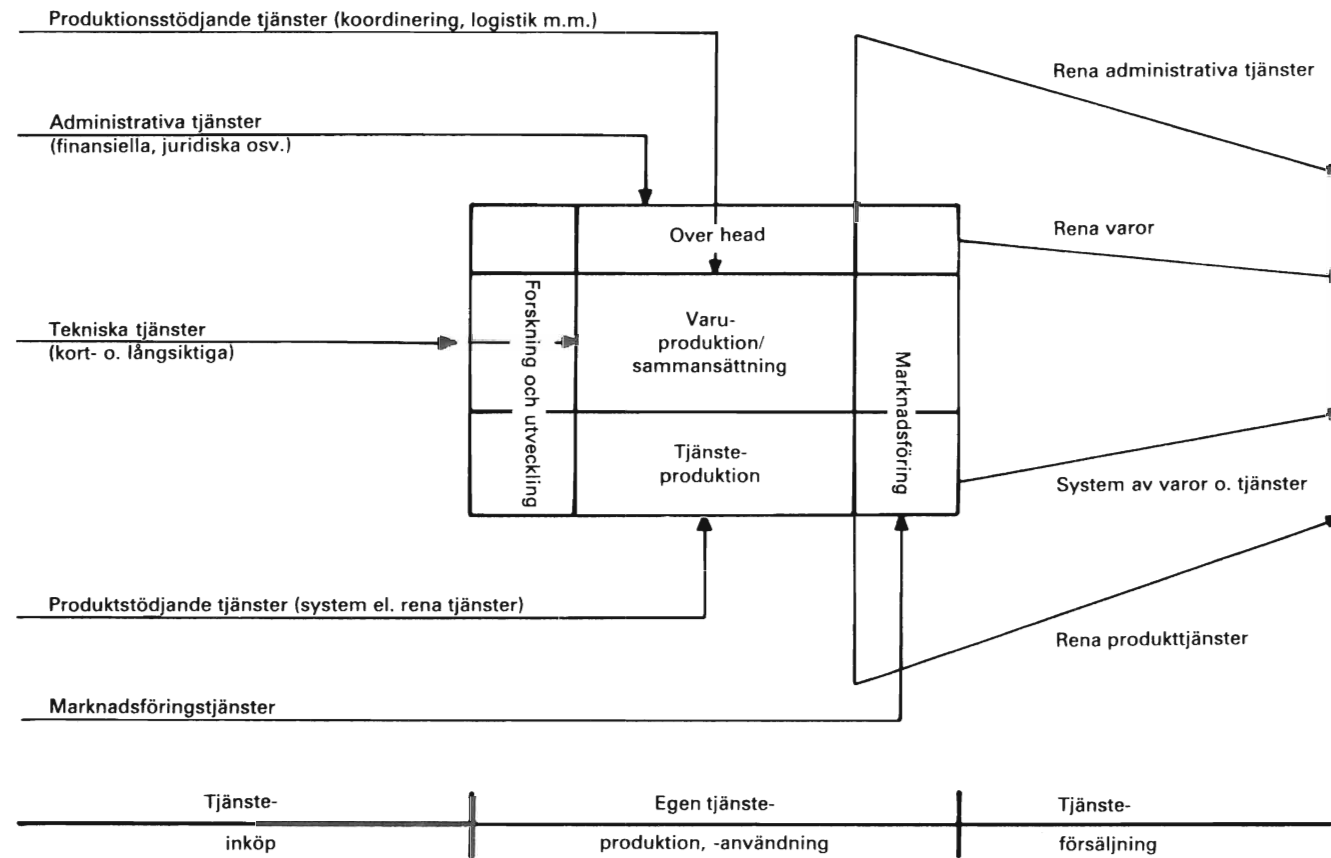 Produktionsstödjande tjänster (koordinering, logistik m.m.)
Rena administrativa tjänster
Administrativa tjänster
(finansiella, juridiska osv.)
Over head
Rena varor
Forskning och utveckling
Varu-
produktion/
sammansättning
Marknadsföring
Tekniska tjänster
(kort- o. långsiktiga)
Tjänste-
produktion
System av varor o. tjänster
Produktstödjande tjänster (system el. rena tjänster)
Rena produkttjänster
Marknadsföringstjänster
Tjänste-
inköp
Egen tjänste-
produktion, -användning
Tjänste-
försäljning